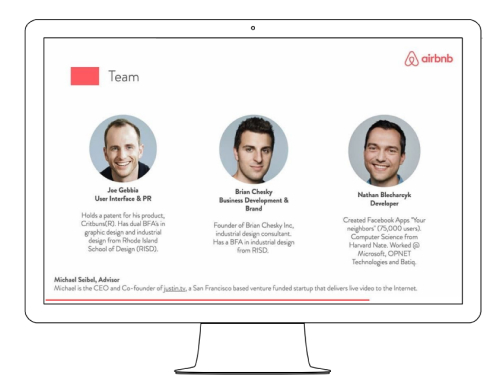 airbnb
Team
Joe Gebbia
User Interface & PR
Holds a patent for his product,
Critbuns(R). Has dual BFA's in
graphic design and industrial
design from Rhode Island
School of Design (RISD).
Brian Chesky
Business Development &
Brand
Founder of Brian Chesky Inc,
industrial design consultant.
Has a BFA in industrial design
from RISD.
Nathan Blecharsyk
Developer
Created Facebook Apps "Your
neighbors" (75,000 users).
Computer Science from
Harvard Nate. Worked @
Microsoft, OPNET
Technologies and Batiq.
Michael Seibel, Advisor
Michael is the CEO and Co-founder of justin.tv, a San Francisco based venture funded startup that delivers live video to the Internet.